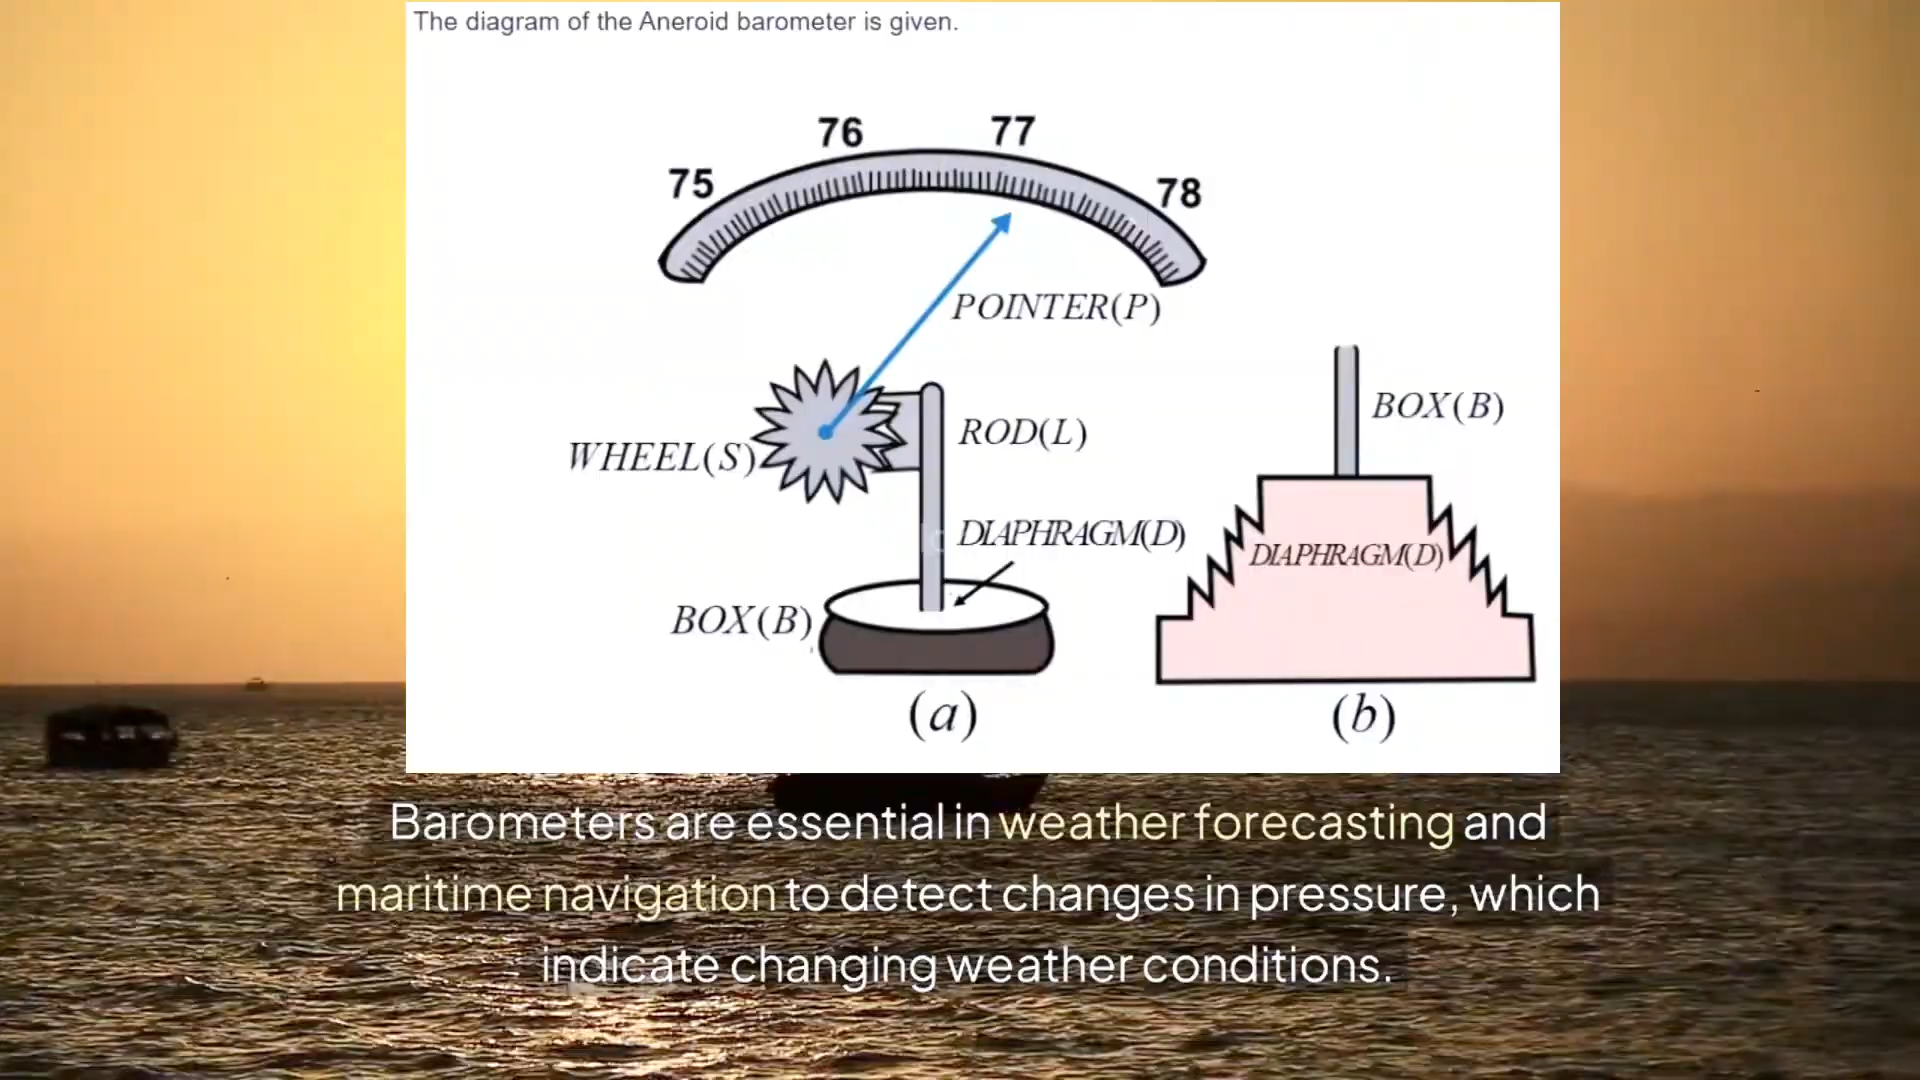 The diagram of the Aneroid barometer is given.
75
76
77
78
POINTER(P)
WHEEL(S)
ROD(L)
DIAPHRAGM(D)
BOX(B)
(a)
BOX(B)
DIAPHRAGM(D)
(b)
Barometers are essential in weather forecasting and
maritime navigation to detect changes in pressure, which
indicate changing weather conditions.